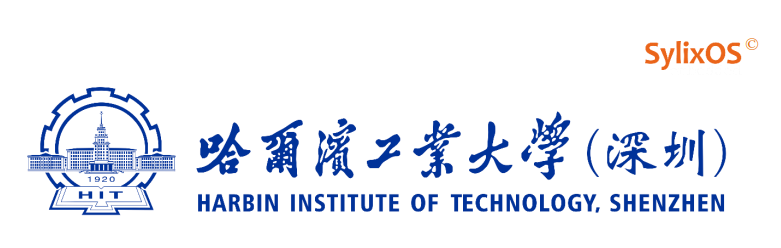 SylixOS©
哈爾濱工業大學(深圳)
1920
HIT
HARBIN INSTITUTE OF TECHNOLOGY, SHENZHEN